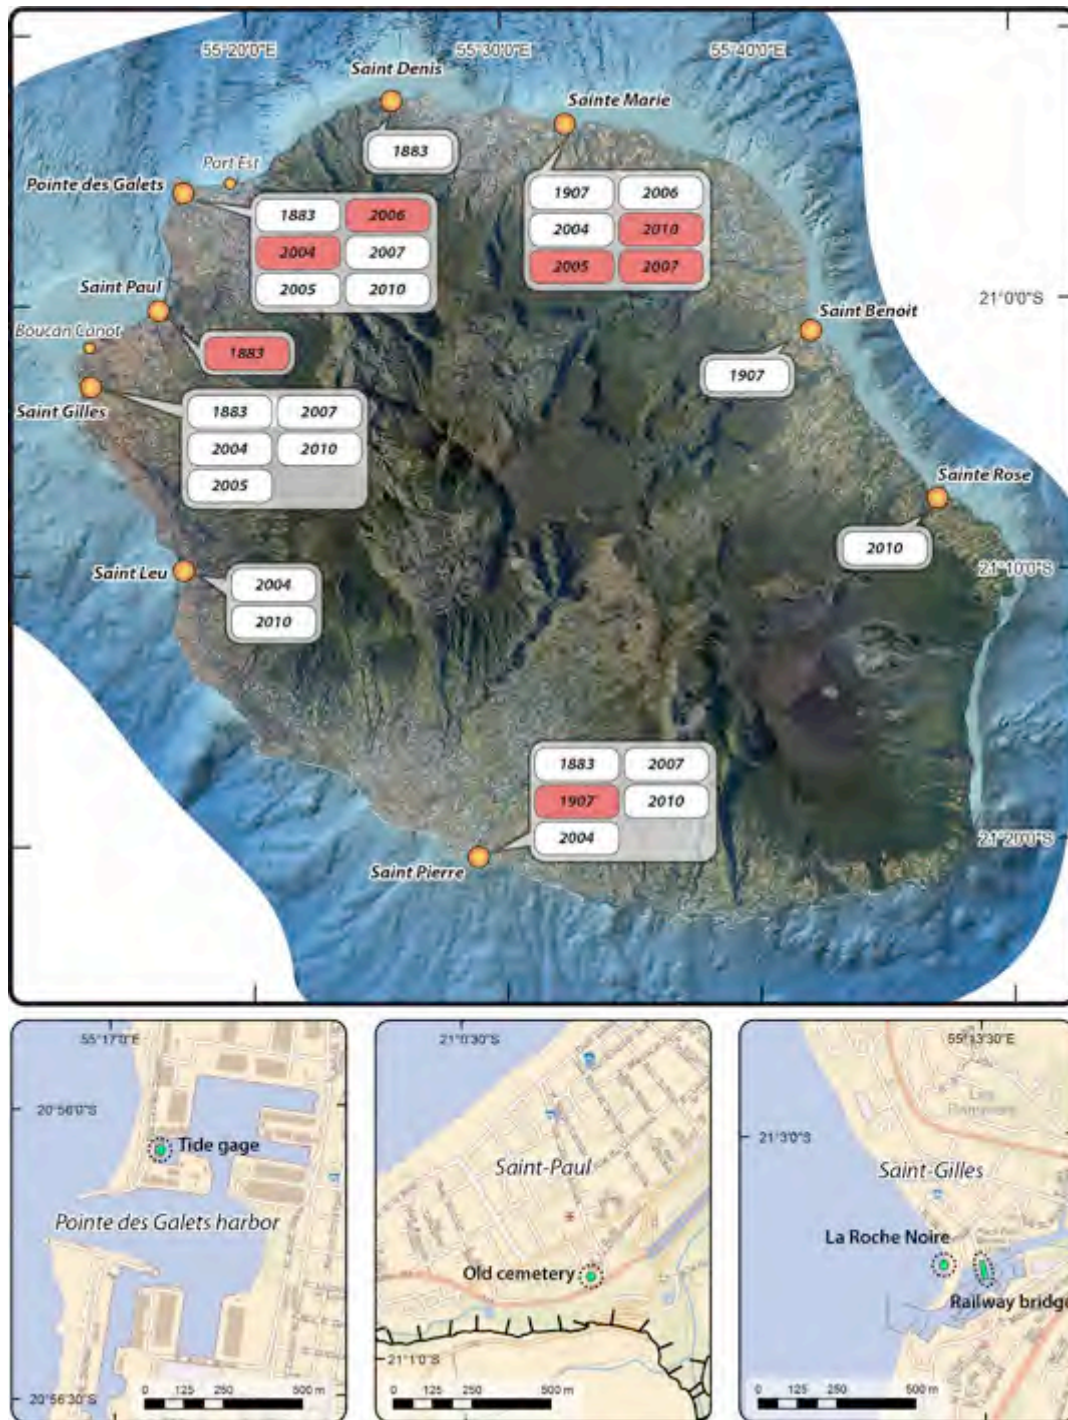 55°20'0"E
55°30'0"E
55°40'0"E
Saint Denis
Sainte Marie
1883
Port Est
Pointe des Galets
1883 2006
2004 2007
2005 2010
1907 2006
2004 2010
2005 2007
Saint Paul
21°0'0"S
Saint Benoit
Boucan Canot
1883
1907
Saint Gilles
1883 2007
2004 2010
2005
Sainte Rose
2010
21°10'0"S
Saint Leu
2004
2010
1883 2007
1907 2010
2004
21°20'0"S
Saint Pierre
55°17'0"E
20°56'0"S
Tide gage
Pointe des Galets harbor
20°56'30"S
0 125 250 500 m
21°0'30"S
Saint-Paul
Old cemetery
21°1'0"S
0 125 250 500 m
55°13'30"E
21°3'0"S
Saint-Gilles
La Roche Noire
Railway bridge
0 125 250 500 m